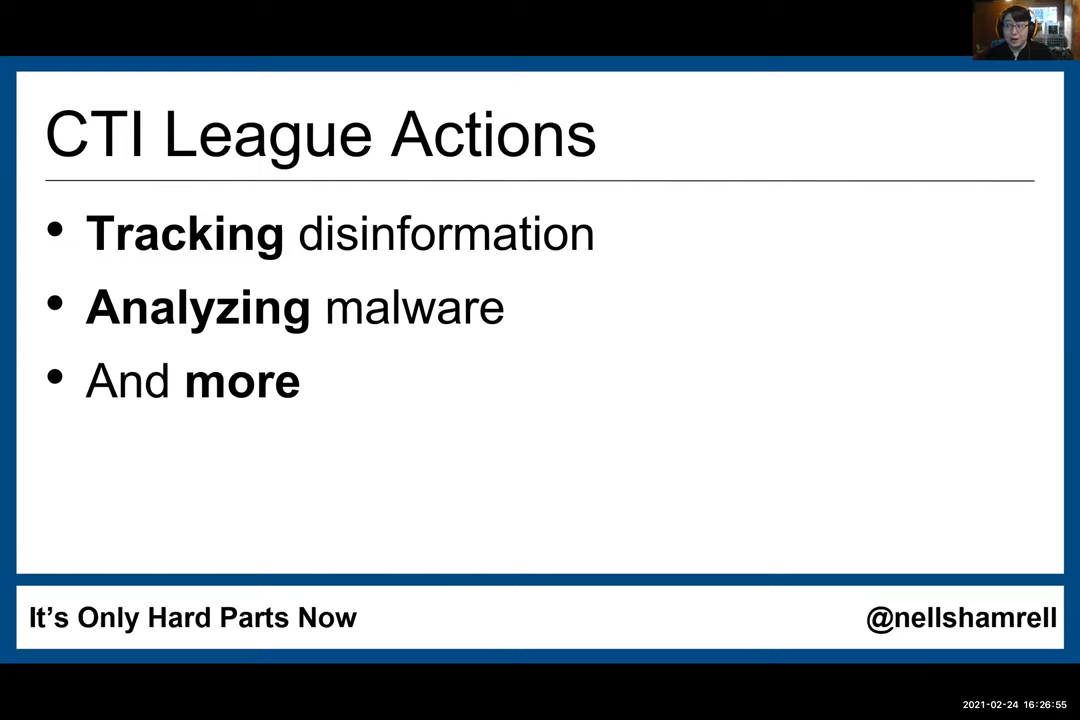 CTI League Actions
• Tracking disinformation
• Analyzing malware
• And more
It’s Only Hard Parts Now
@nellshamrell
2021-02-24 16:26:55